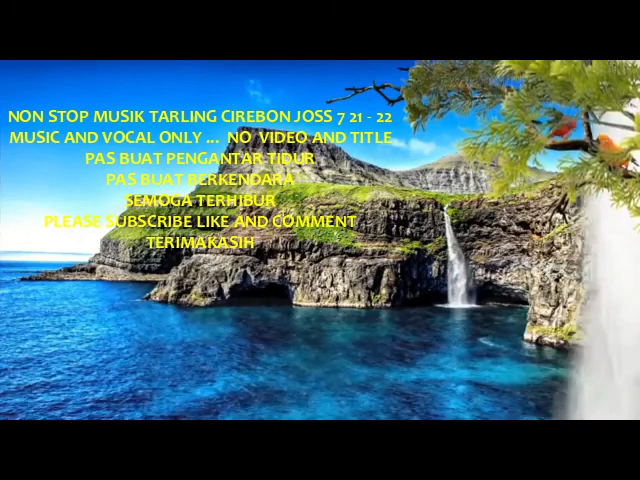 NON STOP MUSIK TARLING CIREBON JOSS 7 21 - 22
MUSIC AND VOCAL ONLY ... NO VIDEO AND TITLE
PAS BUAT PENGANTAR TIDUR
PAS BUAT BERKENDARA
SEMOGA TERHIBUR
PLEASE SUBSCRIBE LIKE AND COMMENT
TERIMAKASIH